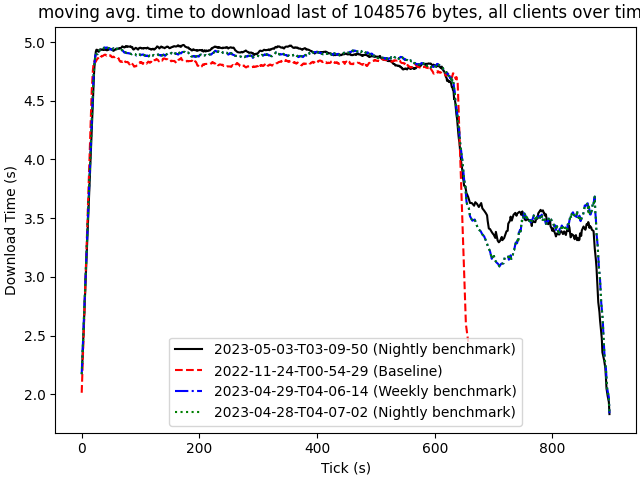 moving avg. time to download last of 1048576 bytes, all clients over tim
5.0
4.5
4.0
3.5
3.0
2.5
2.0
Download Time (s)
2023-05-03-T03-09-50 (Nightly benchmark)
2022-11-24-T00-54-29 (Baseline)
2023-04-29-T04-06-14 (Weekly benchmark)
2023-04-28-T04-07-02 (Nightly benchmark)
0 200 400 600 800
Tick (s)